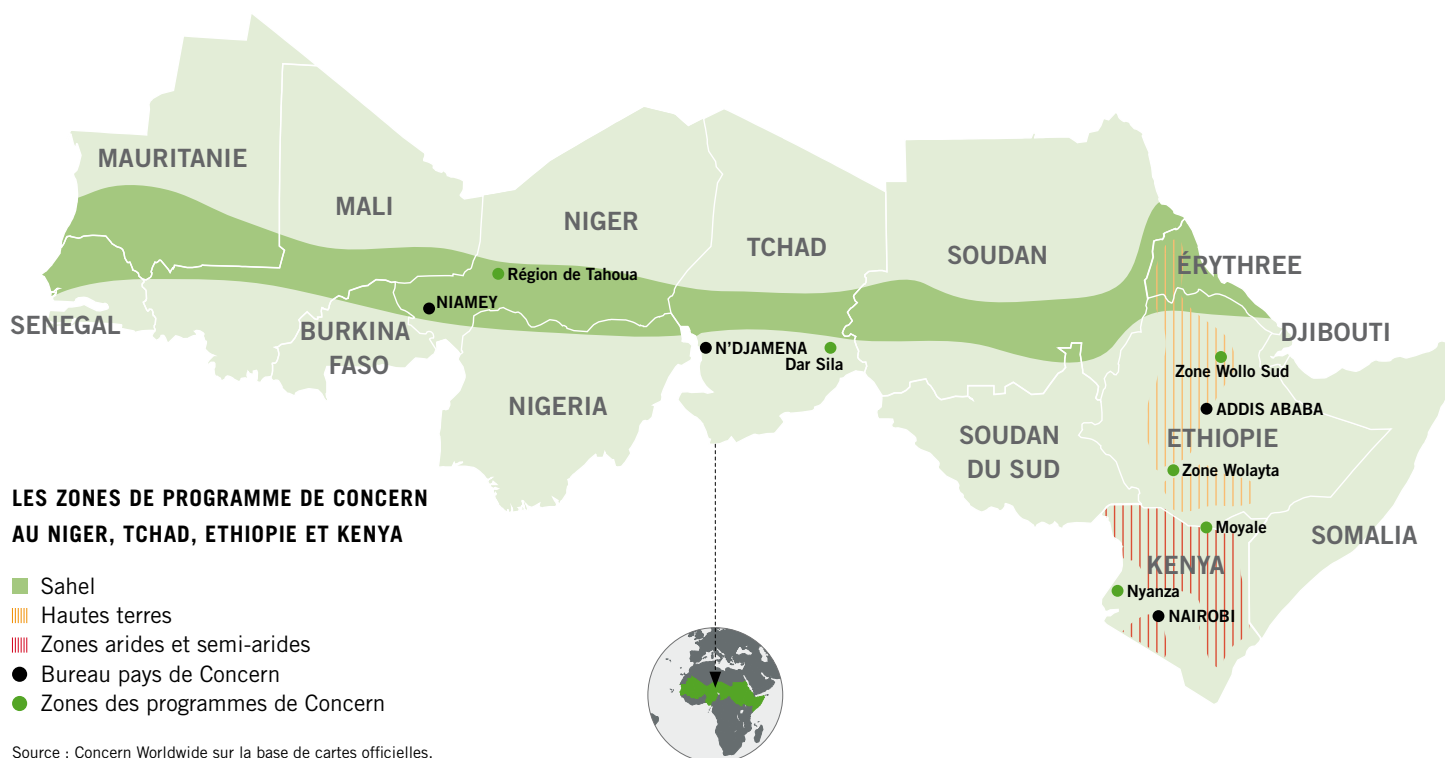 MAURITANIE
MALI
NIGER
TCHAD
SOUDAN
ÉRYTHREE
Région de Tahoua
NIAMEY
SENEGAL
BURKINA
FASO
DJIBOUTI
N'DJAMENA
Dar Sila
Zone Wollo Sud
NIGERIA
ADDIS ABABA
SOUDAN
DU SUD
ETHIOPIE
Zone Wolayta
Moyale
SOMALIA
KENYA
Nyanza
NAIROBI
LES ZONES DE PROGRAMME DE CONCERN
AU NIGER, TCHAD, ETHIOPIE ET KENYA
Sahel
Hautes terres
Zones arides et semi-arides
Bureau pays de Concern
Zones des programmes de Concern
Source : Concern Worldwide sur la base de cartes officielles.